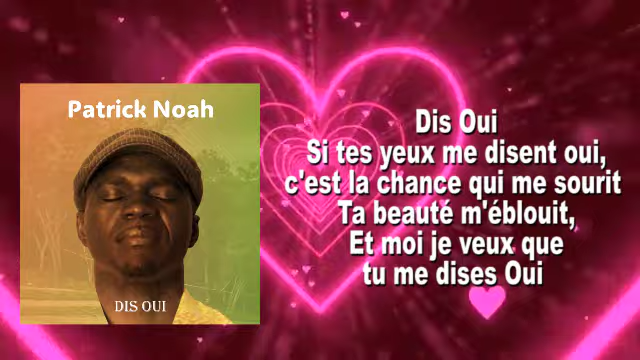 Patrick Noah
DIS OUI
Dis Oui
Si tes yeux me disent oui,
c'est la chance qui me sourit
Ta beauté m'éblouit,
Et moi je veux que
tu me dises Oui